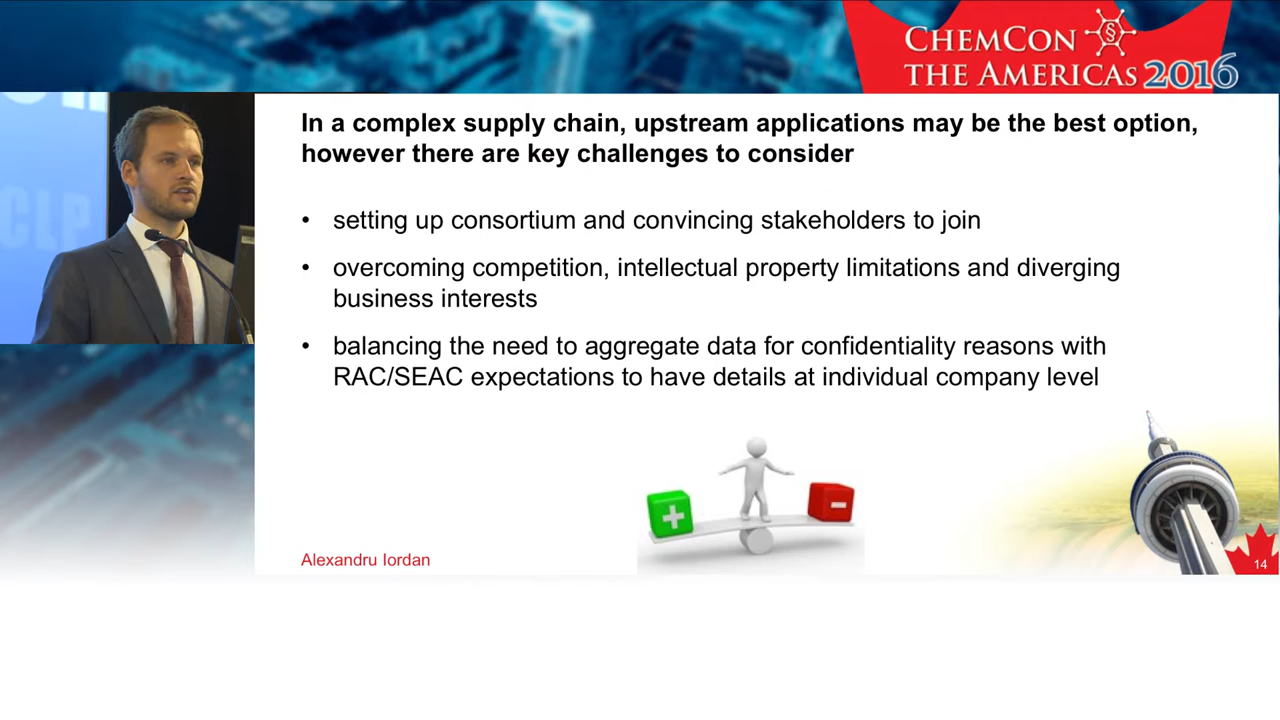 CHEMCON §
THE AMERICAS 2016
CLP
In a complex supply chain, upstream applications may be the best option,
however there are key challenges to consider
• setting up consortium and convincing stakeholders to join
• overcoming competition, intellectual property limitations and diverging
business interests
• balancing the need to aggregate data for confidentiality reasons with
RAC/SEAC expectations to have details at individual company level
+
-
Alexandru Iordan
14